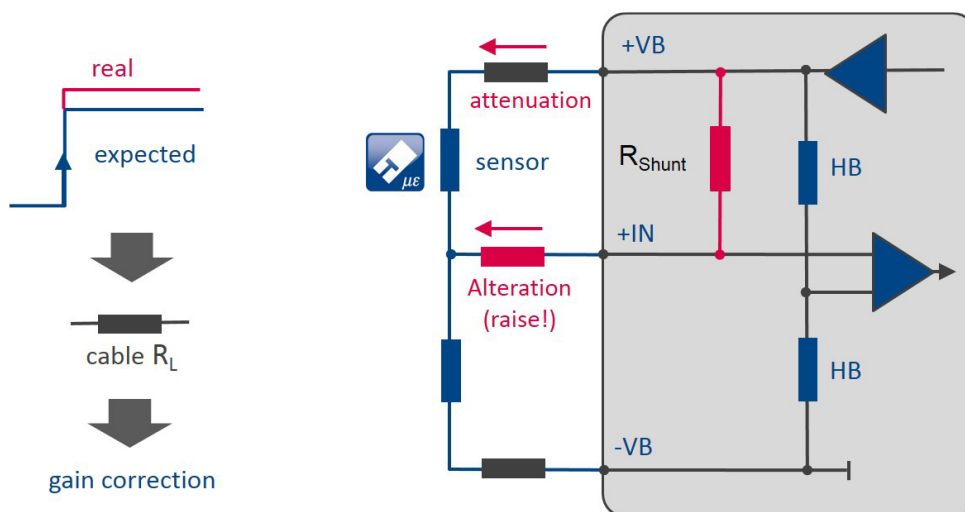 real
expected
cable RL
gain correction
+VB
attenuation
με
sensor
RShunt
HB
+IN
Alteration
(raise!)
HB
-VB